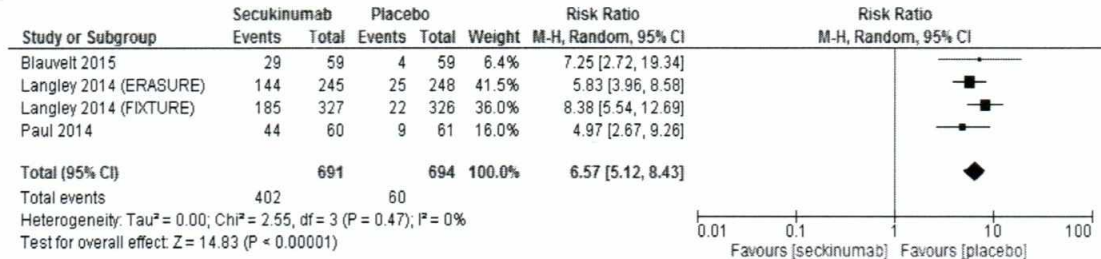 Secukinumab Placebo Risk Ratio Risk Ratio
Study or Subgroup Events Total Events Total Weight M-H, Random, 95% CI M-H, Random, 95% CI
Blauvelt 2015 29 59 4 59 6.4% 7.25 [2.72, 19.34]
Langley 2014 (ERASURE) 144 245 25 248 41.5% 5.83 [3.96, 8.58]
Langley 2014 (FIXTURE) 185 327 22 326 36.0% 8.38 [5.54, 12.69]
Paul 2014 44 60 9 61 16.0% 4.97 [2.67, 9.26]
Total (95% CI) 691 694 100.0% 6.57 [5.12, 8.43]
Total events 402 60
Heterogeneity: Tau² = 0.00; Chi² = 2.55, df = 3 (P = 0.47); I² = 0%
Test for overall effect: Z = 14.83 (P < 0.00001)
0.01 0.1 1 10 100
Favours [seckinumab] Favours [placebo]